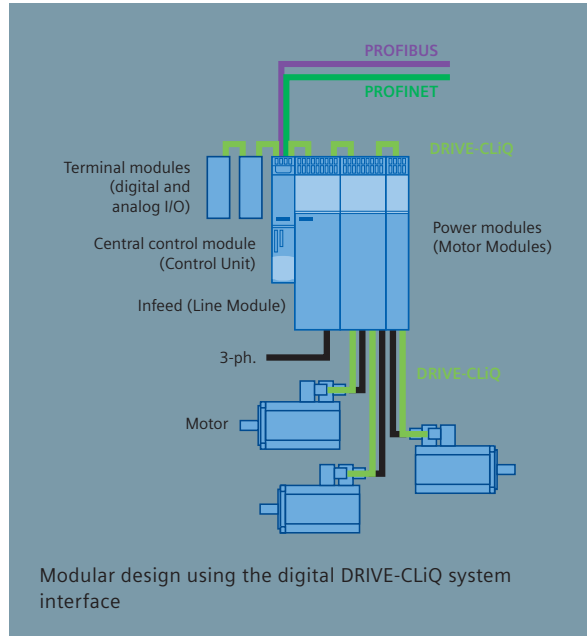 PROFIBUS
PROFINET
DRIVE-CLiQ
Terminal modules
(digital and
analog I/O)
Power modules
(Motor Modules)
Central control module
(Control Unit)
Infeed (Line Module)
3-ph.
DRIVE-CLiQ
Motor
Modular design using the digital DRIVE-CLiQ system
interface